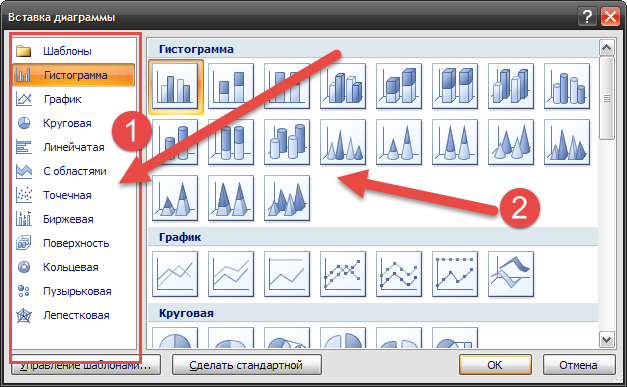 Вставка диаграммы
Шаблоны
Гистограмма
График
Круговая
Линейчатая
С областями
Точечная
Биржевая
Поверхность
Кольцевая
Пузырьковая
Лепестковая
1
Гистограмма
2
График
Круговая
Управление шаблонами...
Сделать стандартной
ОК
Отмена